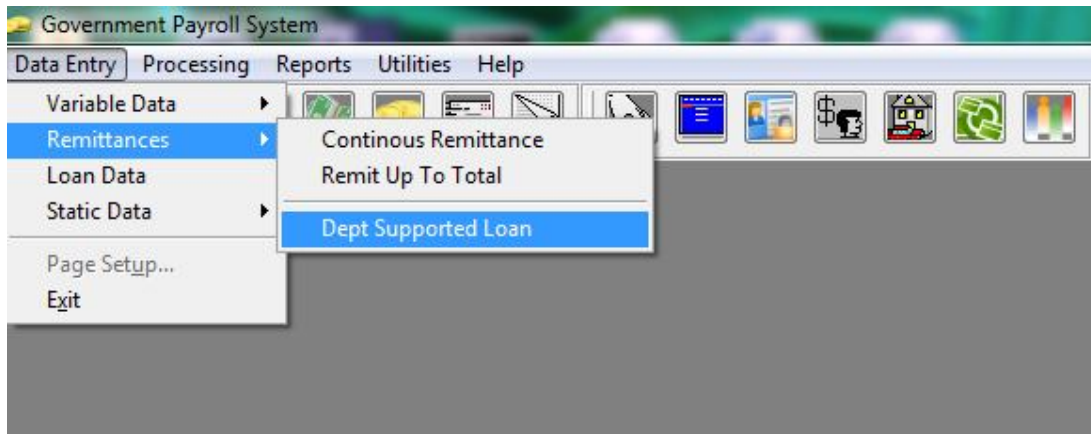 Government Payroll System
Data Entry Processing Reports Utilities Help
Variable Data
Remittances
Loan Data
Static Data
Page Setup...
Exit
Continous Remittance
Remit Up To Total
Dept Supported Loan